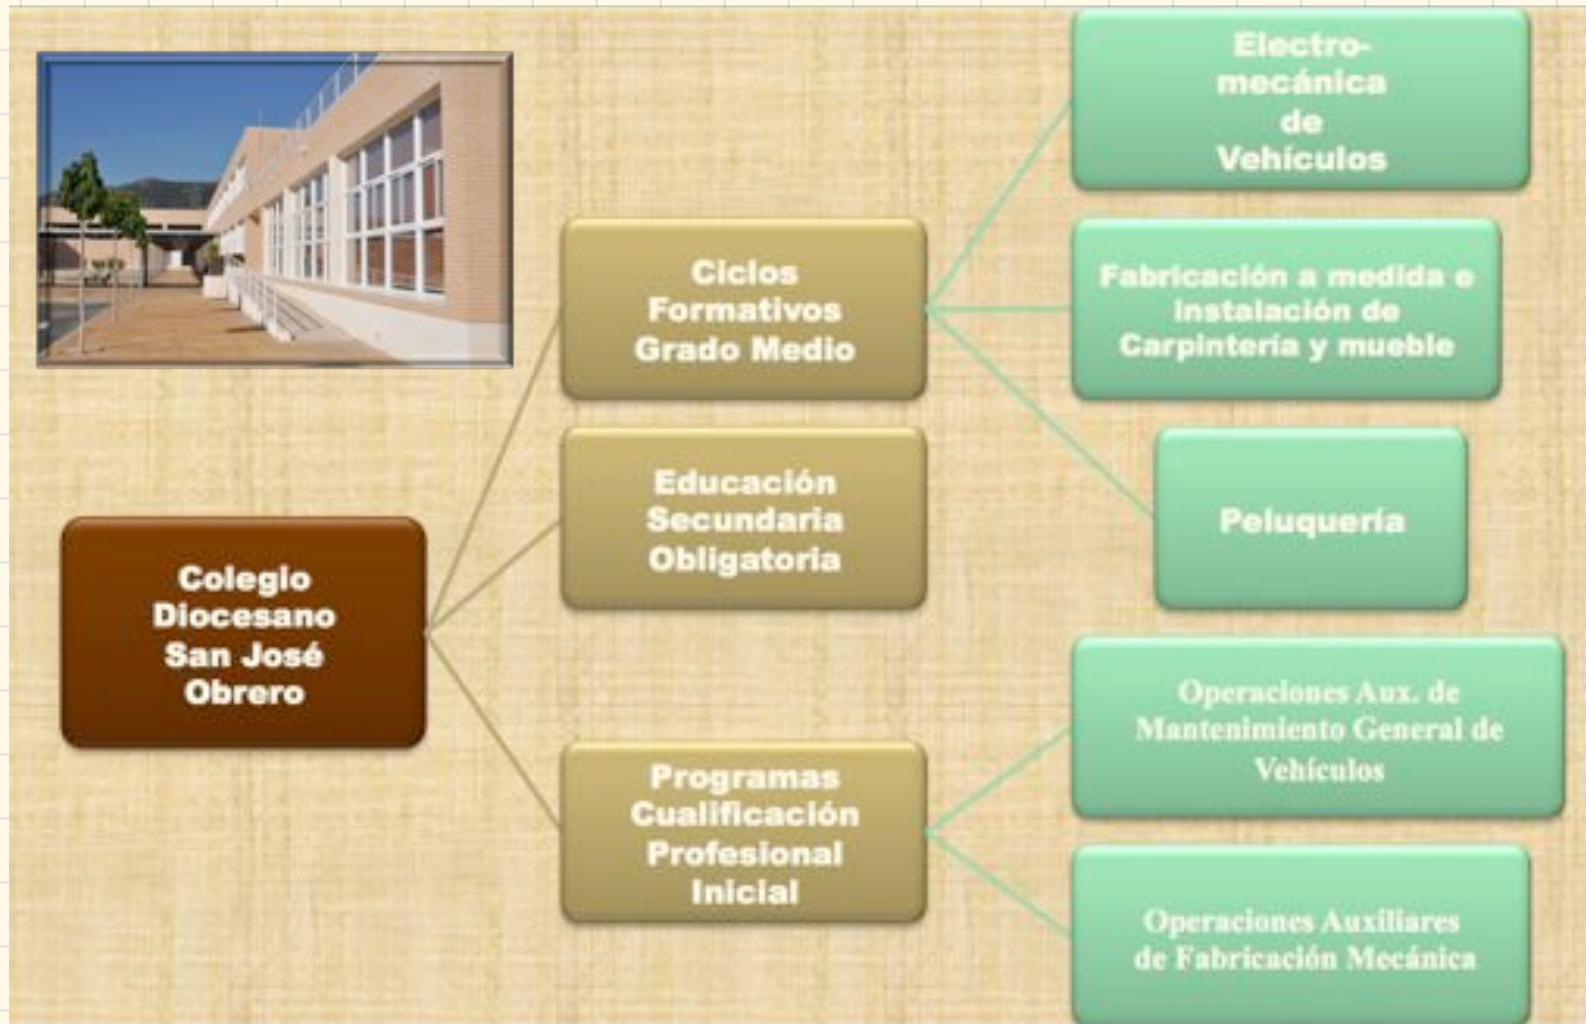 Colegio
Diocesano
San José
Obrero
Ciclos
Formativos
Grado Medio
Electro-
mecánica
de
Vehículos
Fabricación a medida e
instalación de
Carpintería y mueble
Peluquería
Educación
Secundaria
Obligatoria
Programas
Cualificación
Profesional
Inicial
Operaciones Aux. de
Mantenimiento General de
Vehículos
Operaciones Auxiliares
de Fabricación Mecánica